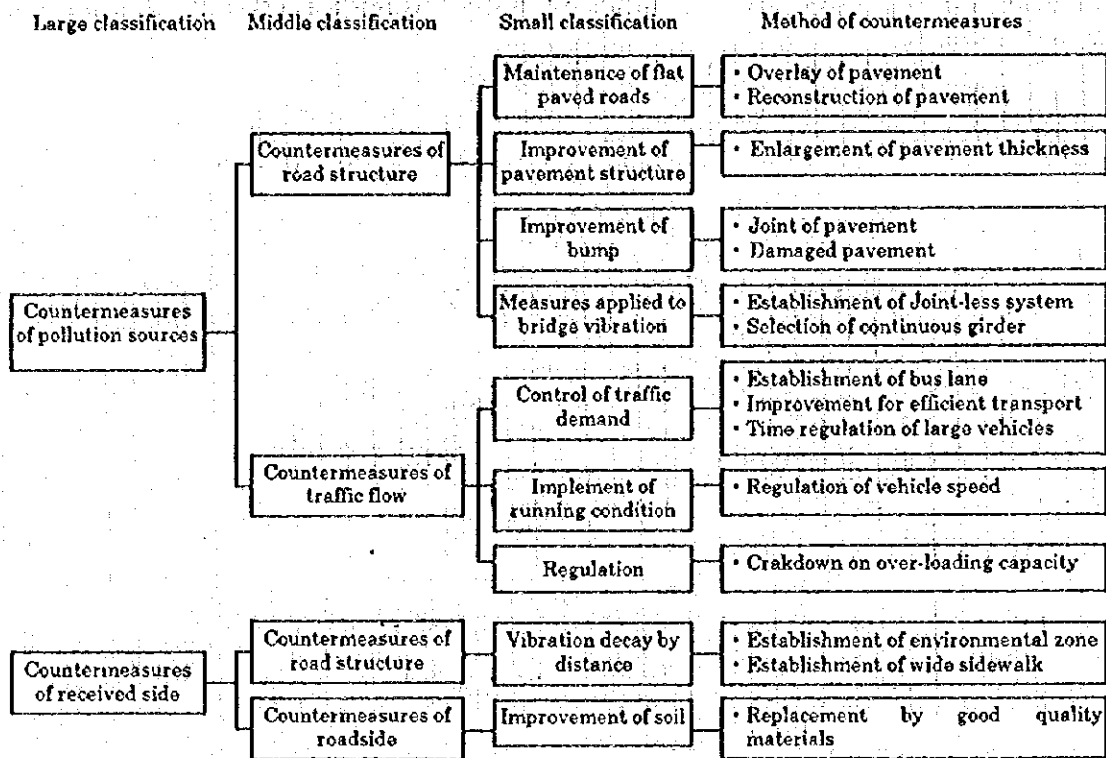 Large classification Middle classification Small classification Method of countermeasures
Maintenance of flat
paved roads
• Overlay of pavement
• Reconstruction of pavement
Countermeasures of
road structure
Improvement of
pavement structure
• Enlargement of pavement thickness
Improvement of
bump
• Joint of pavement
• Damaged pavement
Countermeasures
of pollution sources
Measures applied to
bridge vibration
• Establishment of Joint-less system
• Selection of continuous girder
Control of traffic
demand
• Establishment of bus lane
• Improvement for efficient transport
• Time regulation of large vehicles
Countermeasures of
traffic flow
Implement of
running condition
• Regulation of vehicle speed
Regulation
• Crakdown on over-loading capacity
Countermeasures
of received side
Countermeasures of
road structure
Vibration decay by
distance
• Establishment of environmental zone
• Establishment of wide sidewalk
Countermeasures of
roadside
Improvement of soil
• Replacement by good quality
materials